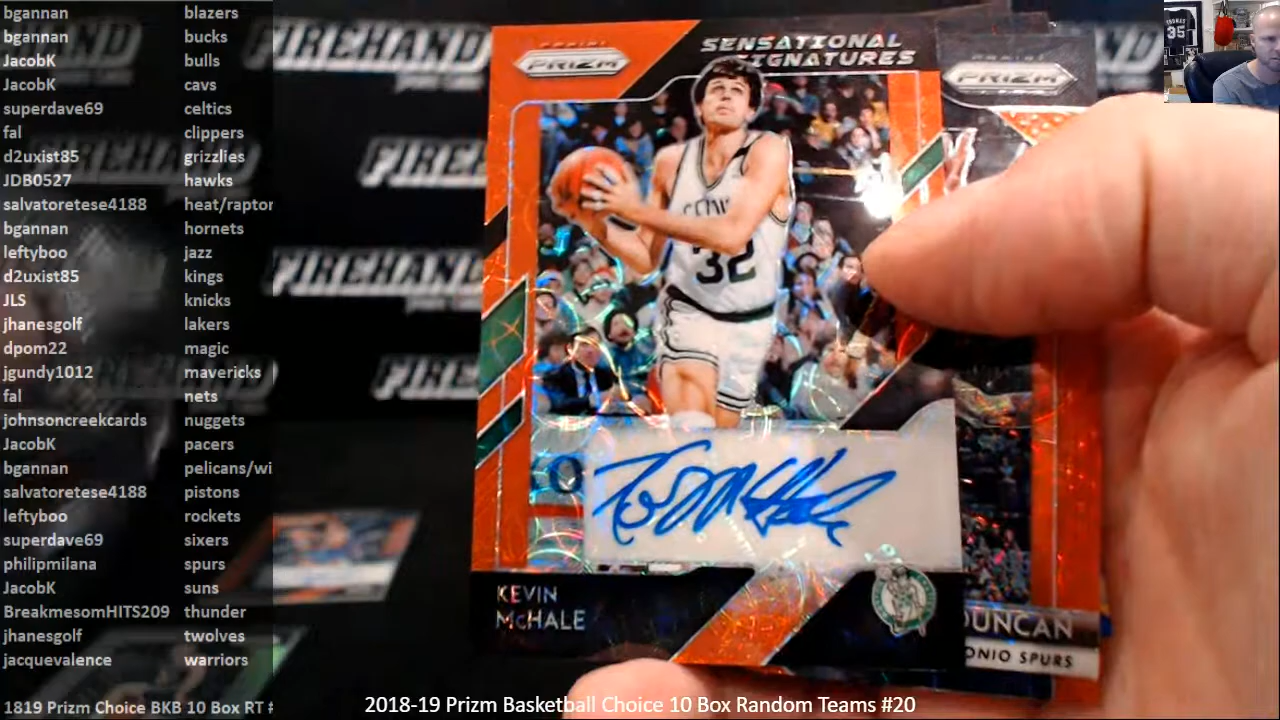 bgannan blazers
bgannan bucks
JacobK bulls
JacobK cavs
superdave69 celtics
fal clippers
d2uxist85 grizzlies
JDB0527 hawks
salvatoretese4188 heat/raptor
bgannan hornets
leftyboo jazz
d2uxist85 kings
JLS knicks
jhanesgolf lakers
dpom22 magic
jgundy1012 mavericks
fal nets
johnsoncreekcards nuggets
JacobK pacers
bgannan pelicans/wi
salvatoretese4188 pistons
leftyboo rockets
superdave69 sixers
philipmilana spurs
JacobK suns
BreakmesomHITS209 thunder
jhanesgolf twolves
jacquevalence warriors
1819 Prizm Choice BKB 10 Box RT #
FIREHAND
PANINI
PRIZM
SENSATIONAL
SIGNATURES
32
KEVIN
McHALE
PANINI
PRIZM
DUNCAN
ONIO SPURS
35
2018-19 Prizm Basketball Choice 10 Box Random Teams #20